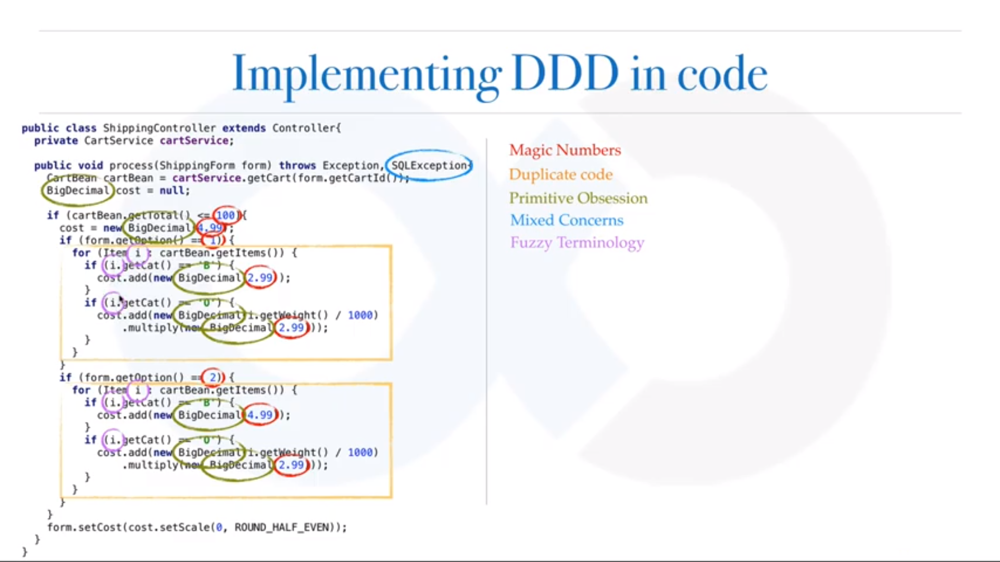 Implementing DDD in code
public class ShippingController extends Controller{
private CartService cartService;
public void process(ShippingForm form) throws Exception, SQLException{
CartBean cartBean = cartService.getCart(form.getCartId());
BigDecimal cost = null;
if (cartBean.getTotal() <= 100){
cost = new BigDecimal(4.99);
if (form.getOption() == 1)) {
for (Item i : cartBean.getItems()) {
if (i.getCat() == 'B') {
cost.add(new BigDecimal(2.99));
}
if (i.getCat() == 'O') {
cost.add(new BigDecimal(i.getWeight() / 1000)
.multiply(new BigDecimal(2.99)));
}
}
}
if (form.getOption() == 2)) {
for (Item i : cartBean.getItems()) {
if (i.getCat() == 'B') {
cost.add(new BigDecimal(4.99));
}
if (i.getCat() == 'O') {
cost.add(new BigDecimal(i.getWeight() / 1000)
.multiply(new BigDecimal(2.99)));
}
}
}
}
form.setCost(cost.setScale(0, ROUND_HALF_EVEN));
}
}
Magic Numbers
Duplicate code
Primitive Obsession
Mixed Concerns
Fuzzy Terminology